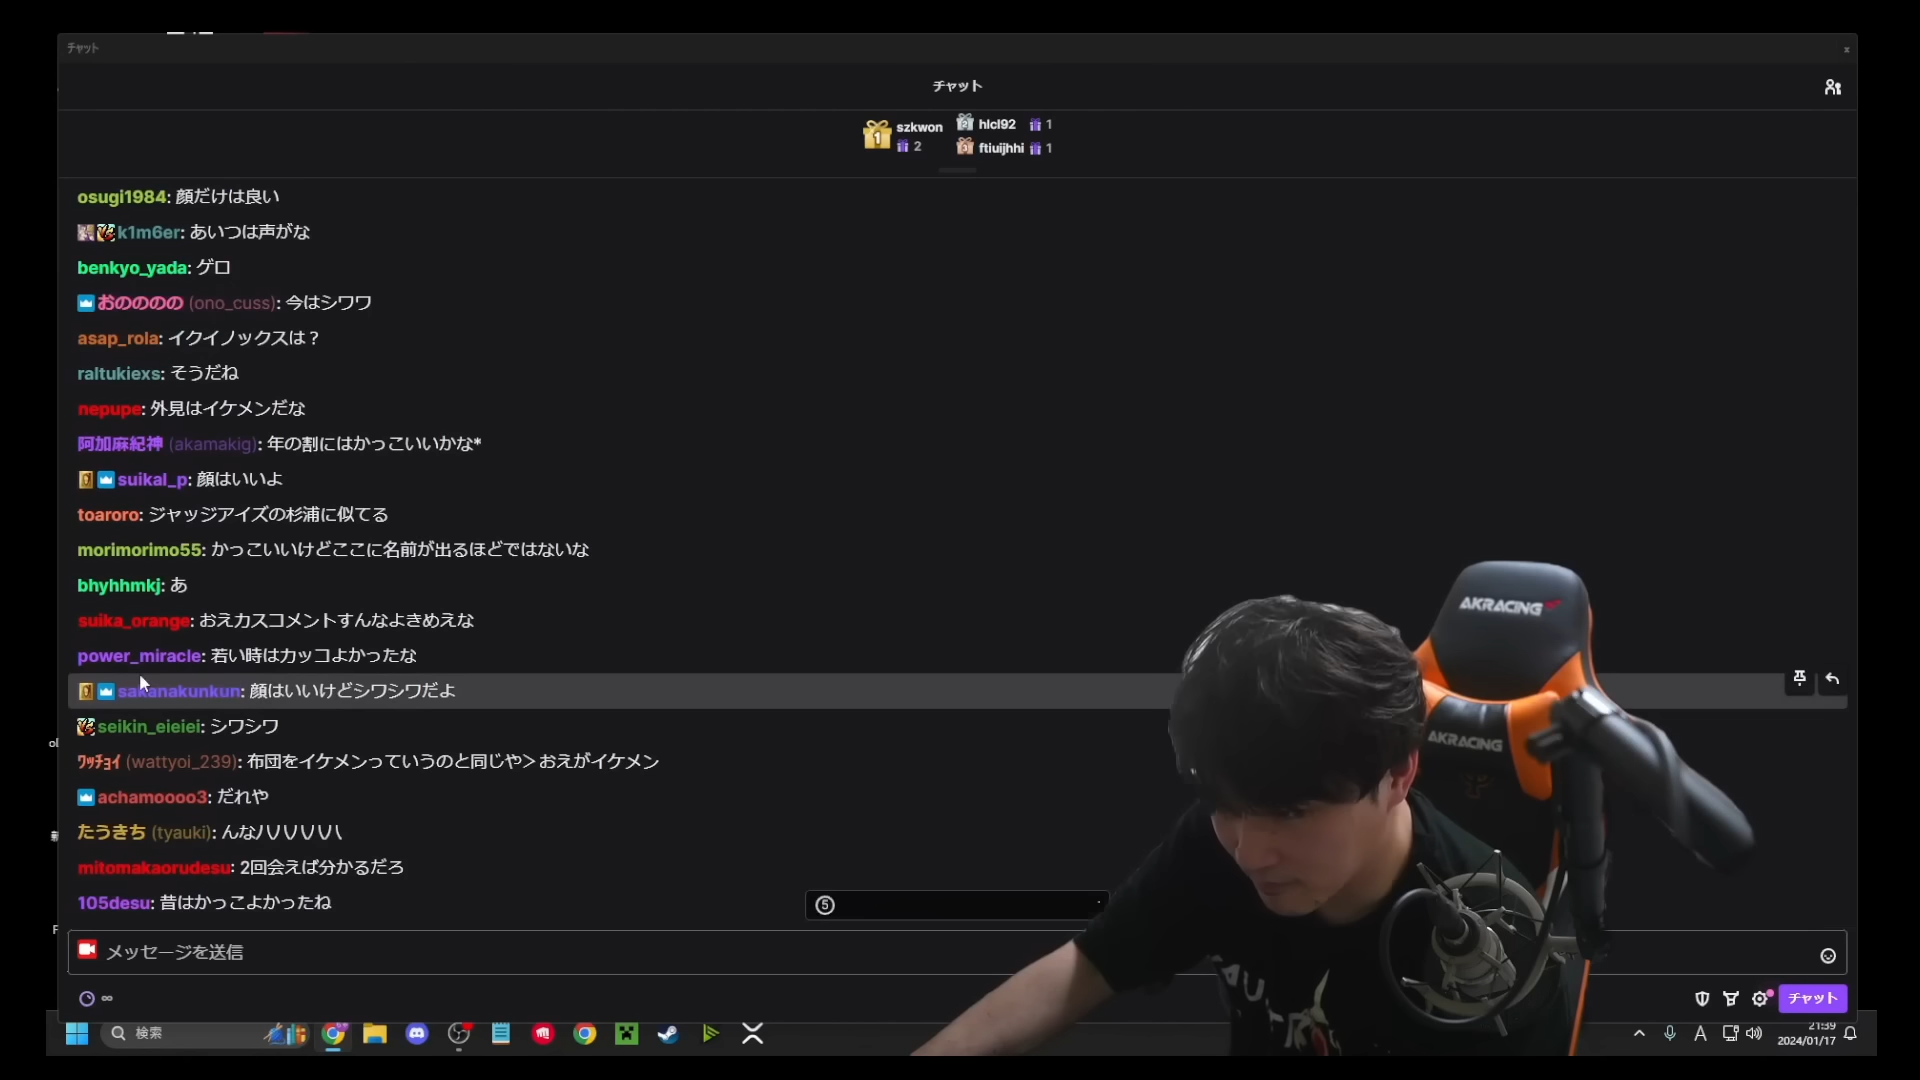 チャット
チャット
szkwon
2
hlcl92 1
ftiuijhhi 1
osugi1984: 顔だけは良い
k1m6er: あいつは声がな
benkyo_yada: ゲロ
おのののの (ono_cuss): 今はシワワ
asap_rola: イクイノックスは？
raltukiexs: そうだね
nepupe: 外見はイケメンだな
阿加麻紀神 (akamakig): 年の割にはかっこいいかな*
suikal_p: 顔はいいよ
toaroro: ジャッジアイズの杉浦に似てる
morimorimo55: かっこいいけどここに名前が出るほどではないな
bhyhhmkj: あ
suika_orange: おえカスコメントすんなよきめえな
power_miracle: 若い時はカッコよかったな
sakanakunkun: 顔はいいけどシワシワだよ
seikin_eieiei: シワシワ
ﾜｯﾁｮｲ (wattyoi_239): 布団をイケメンっていうのと同じや＞おえがイケメン
achamoooo3: だれや
たうきち (tyauki): んな
mitomakaorudesu: 2回会えば分かるだろ
105desu: 昔はかっこよかったね
5
メッセージを送信
∞
チャット
検索
A
21:39
2024/01/17
AKRACING
AKRACING